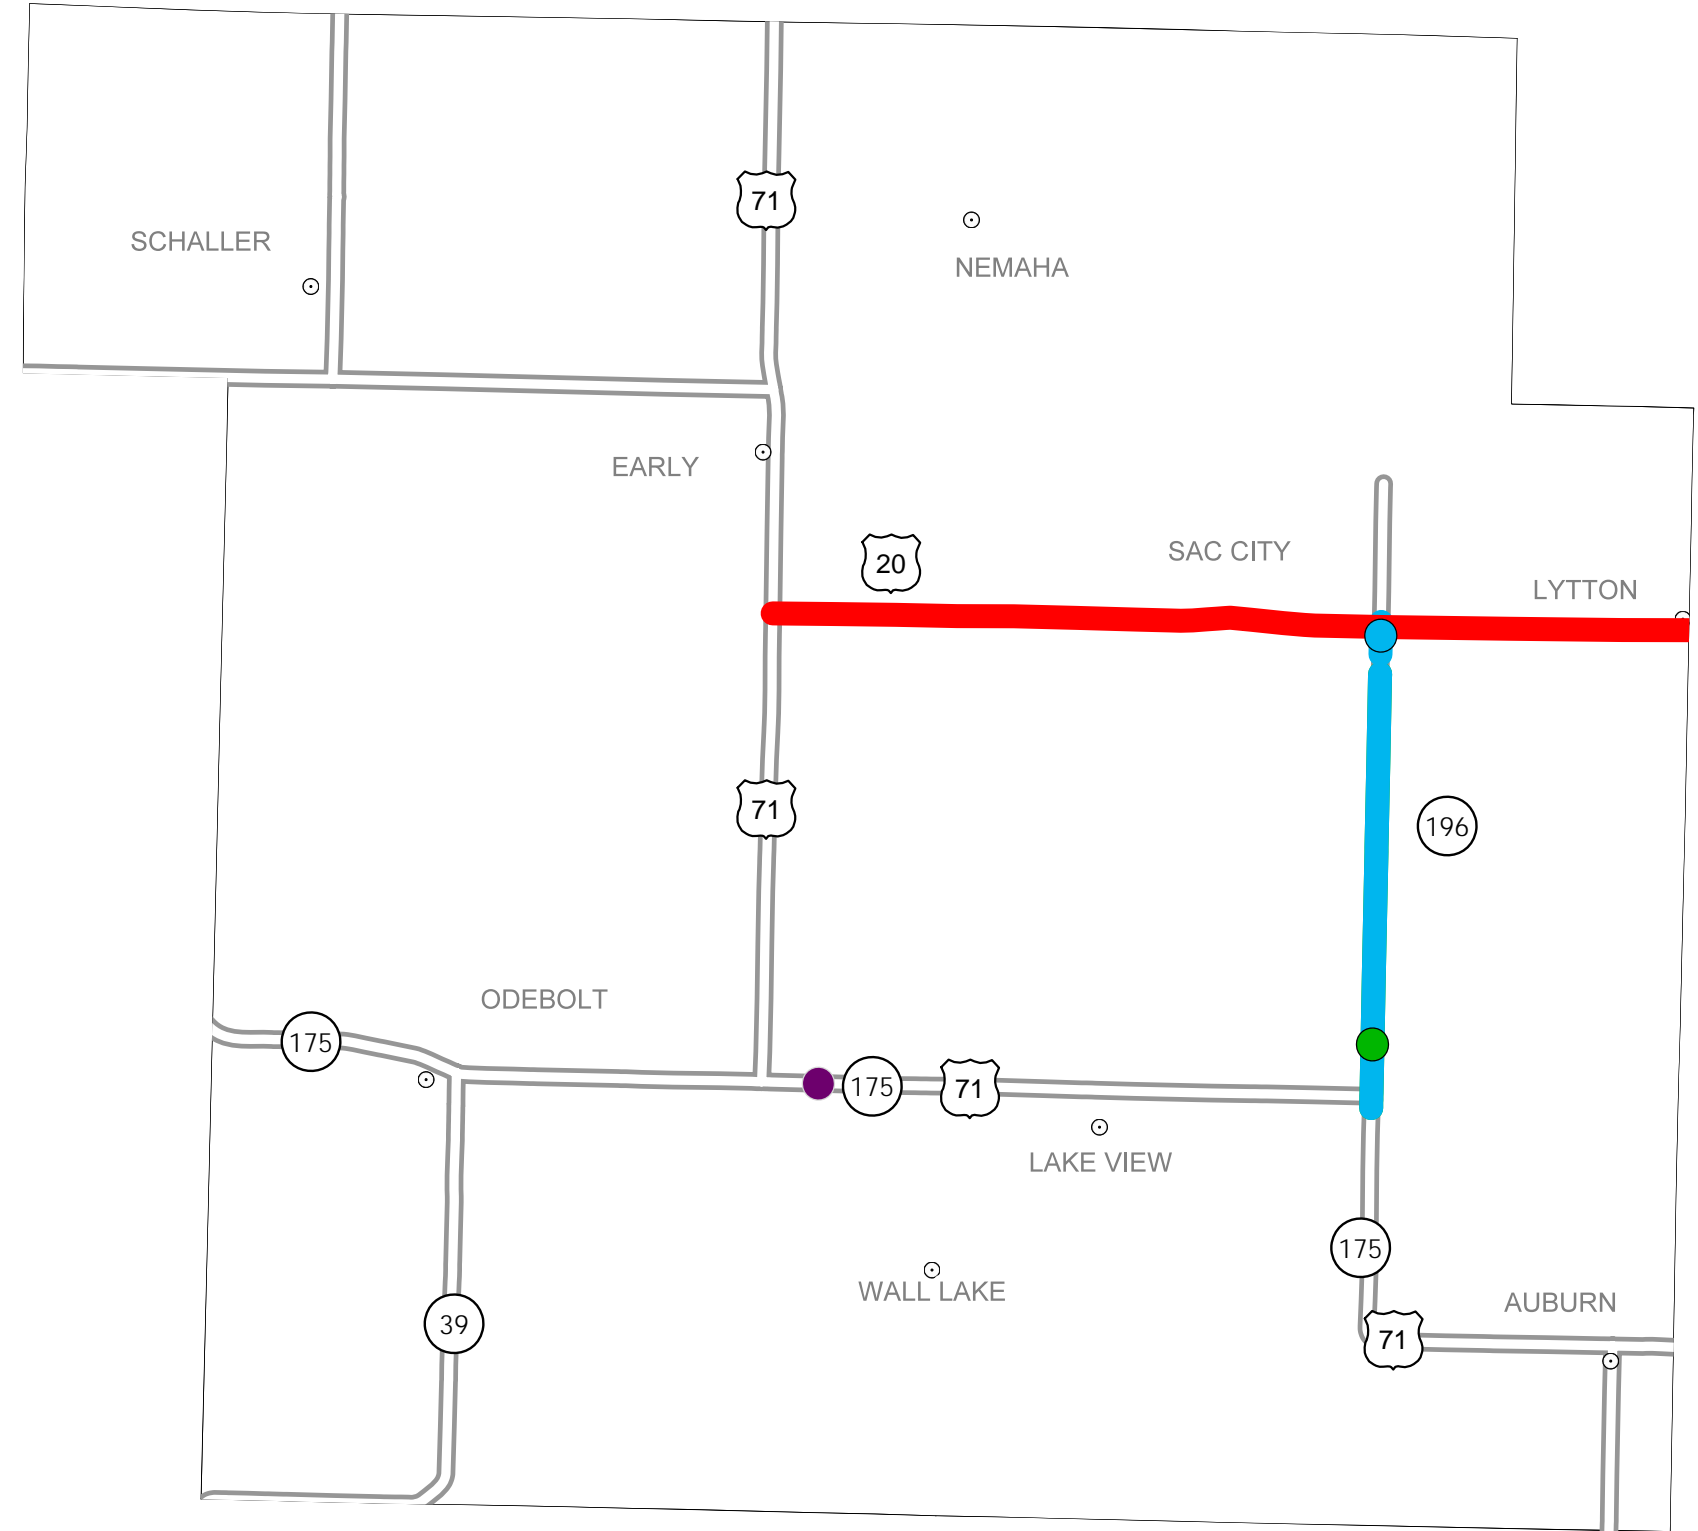 71
SCHALLER
NEMAHA
EARLY
20
SAC CITY
LYTTON
71
196
ODEBOLT
175
175
71
LAKE VIEW
175
WALL LAKE
AUBURN
39
71